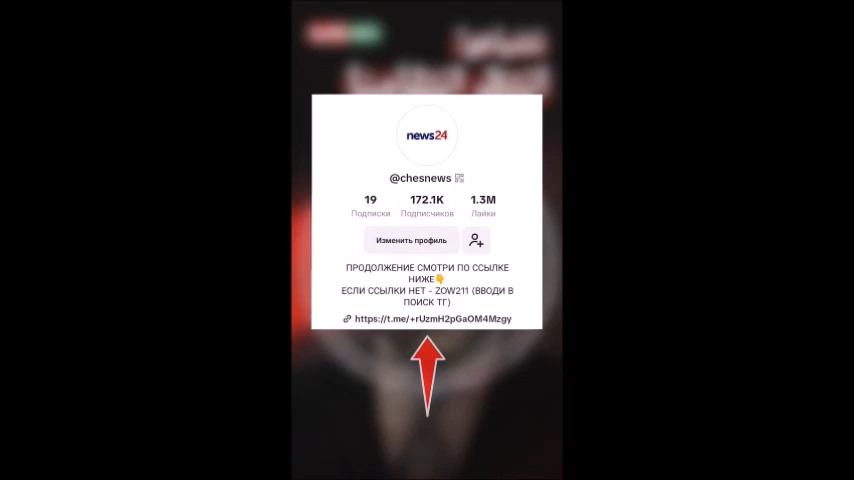 news24
@chesnews
19 172.1K 1.3M
Подписки Подписчиков Лайки
Изменить профиль
ПРОДОЛЖЕНИЕ СМОТРИ ПО ССЫЛКЕ
НИЖЕ👇
ЕСЛИ ССЫЛКИ НЕТ - ZOW211 (ВВОДИ В
ПОИСК ТГ)
https://t.me/+rUzmH2pGaOM4Mzgy